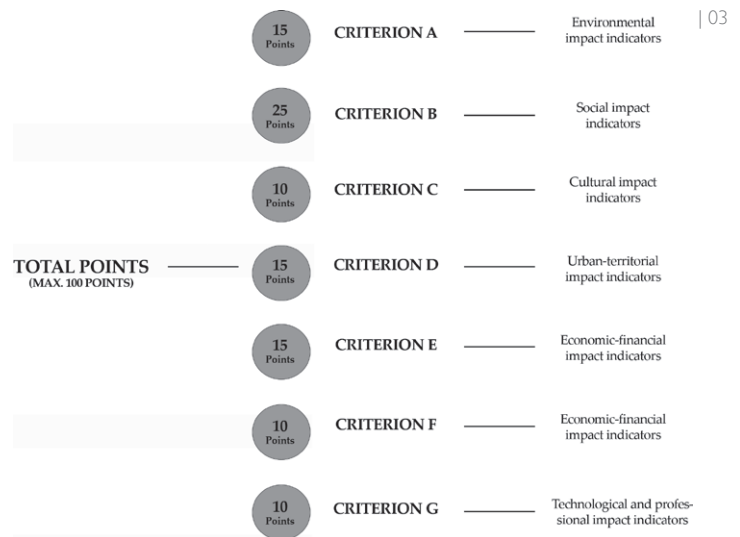 | 03
15
Points
CRITERION A
Environmental
impact indicators
25
Points
CRITERION B
Social impact
indicators
10
Points
CRITERION C
Cultural impact
indicators
TOTAL POINTS
(MAX. 100 POINTS)
15
Points
CRITERION D
Urban-territorial
impact indicators
15
Points
CRITERION E
Economic-financial
impact indicators
10
Points
CRITERION F
Economic-financial
impact indicators
10
Points
CRITERION G
Technological and profes-
sional impact indicators